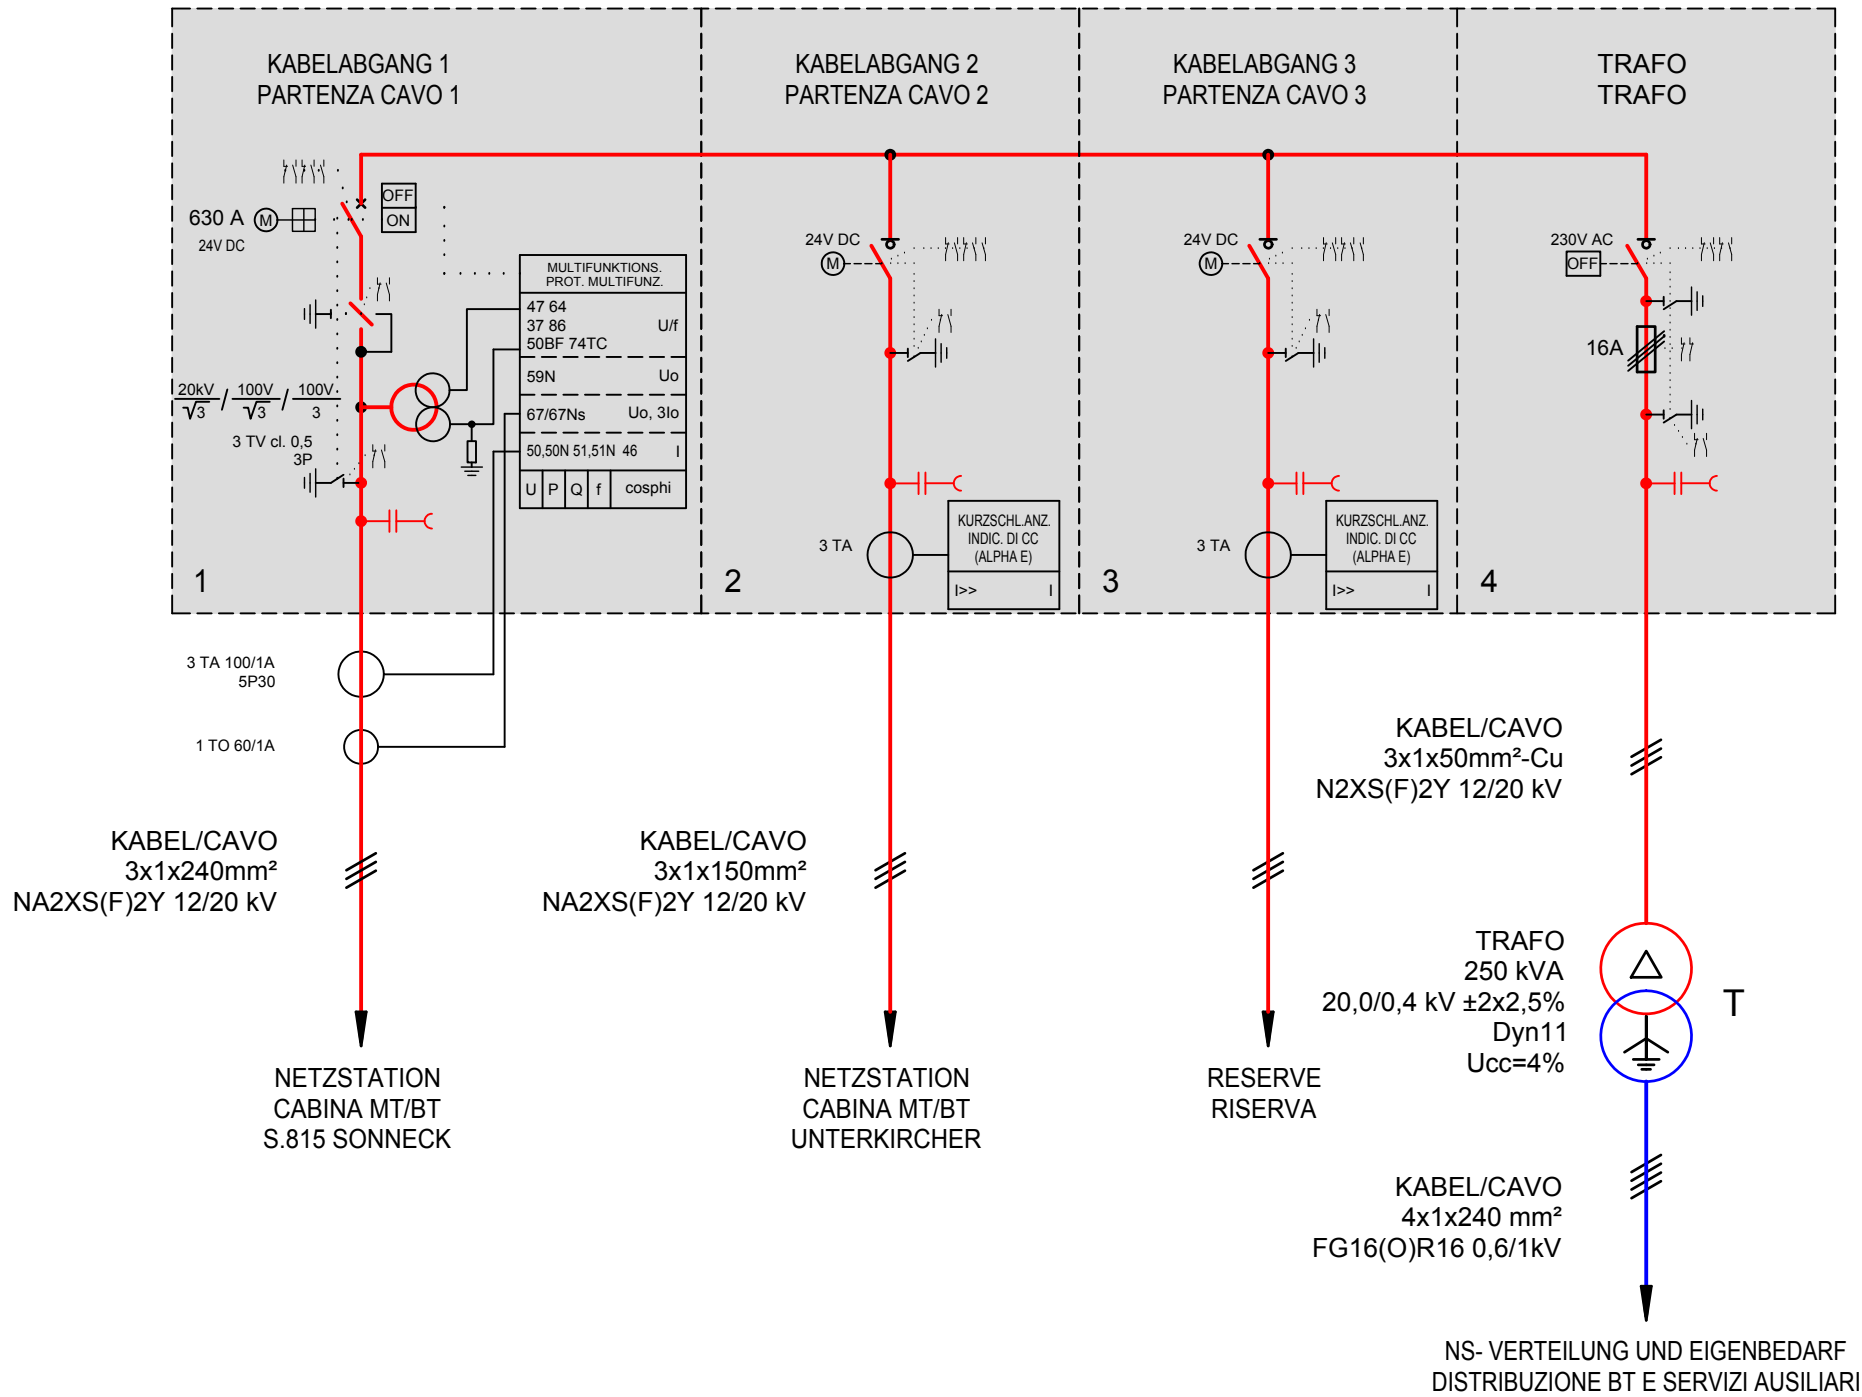 KABELABGANG 1
PARTENZA CAVO 1
KABELABGANG 2
PARTENZA CAVO 2
KABELABGANG 3
PARTENZA CAVO 3
TRAFO
TRAFO
630 A
M
24V DC
OFF
ON
MULTIFUNKTIONS.
PROT. MULTIFUNZ.
47 64
37 86
U/f
50BF 74TC
59N
Uo
67/67Ns
Uo, 3Io
50,50N 51,51N 46
I
U
P
Q
f
cosphi
20kV
√3
/
100V
√3
/
100V
3
3 TV cl. 0,5
3P
1
24V DC
M
3 TA
KURZSCHL.ANZ.
INDIC. DI CC
(ALPHA E)
I>>
I
2
24V DC
M
3 TA
KURZSCHL.ANZ.
INDIC. DI CC
(ALPHA E)
I>>
I
3
230V AC
OFF
16A
4
3 TA 100/1A
5P30
1 TO 60/1A
KABEL/CAVO
3x1x240mm²
NA2XS(F)2Y 12/20 kV
KABEL/CAVO
3x1x150mm²
NA2XS(F)2Y 12/20 kV
KABEL/CAVO
3x1x50mm²-Cu
N2XS(F)2Y 12/20 kV
TRAFO
250 kVA
20,0/0,4 kV ±2x2,5%
Dyn11
Ucc=4%
T
NETZSTATION
CABINA MT/BT
S.815 SONNECK
NETZSTATION
CABINA MT/BT
UNTERKIRCHER
RESERVE
RISERVA
KABEL/CAVO
4x1x240 mm²
FG16(O)R16 0,6/1kV
NS- VERTEILUNG UND EIGENBEDARF
DISTRIBUZIONE BT E SERVIZI AUSILIARI